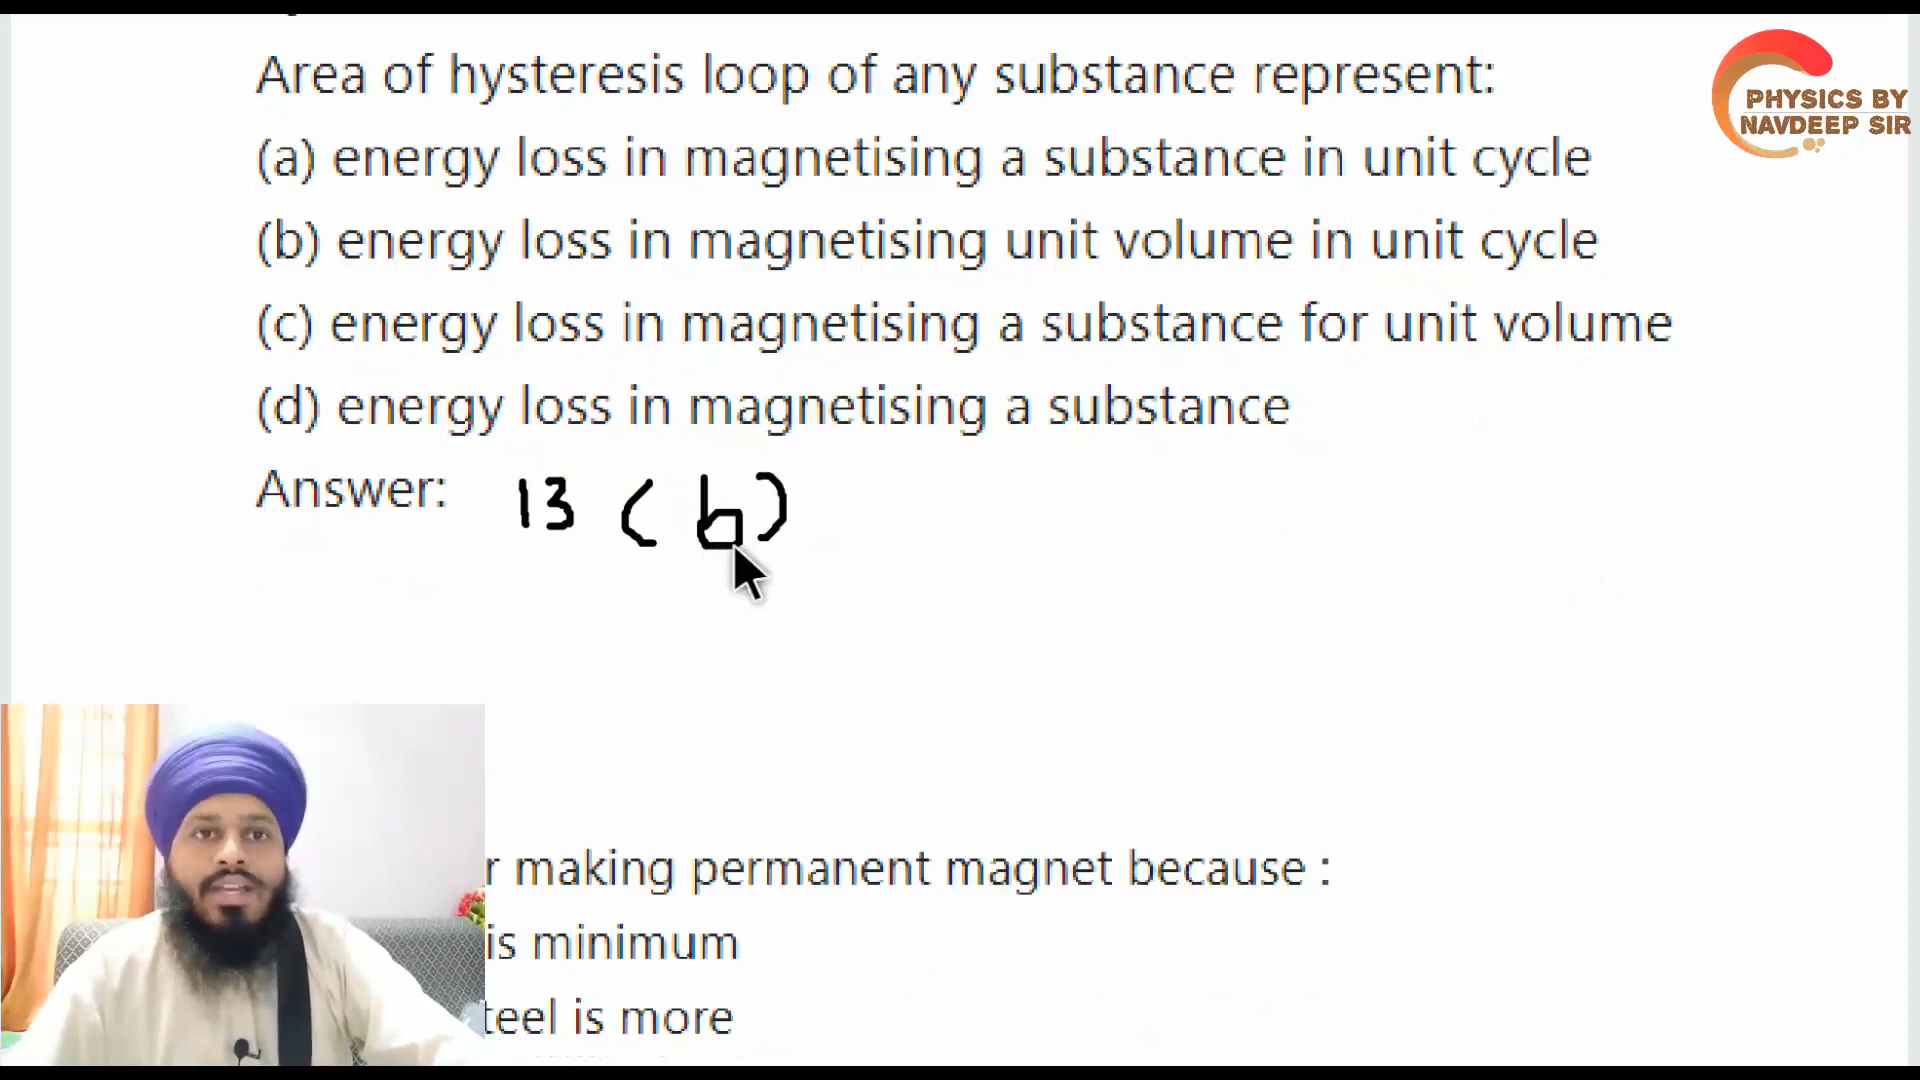 Area of hysteresis loop of any substance represent:
(a) energy loss in magnetising a substance in unit cycle
(b) energy loss in magnetising unit volume in unit cycle
(c) energy loss in magnetising a substance for unit volume
(d) energy loss in magnetising a substance
Answer: 13 (b)
PHYSICS BY
NAVDEEP SIR
r making permanent magnet because :
is minimum
teel is more